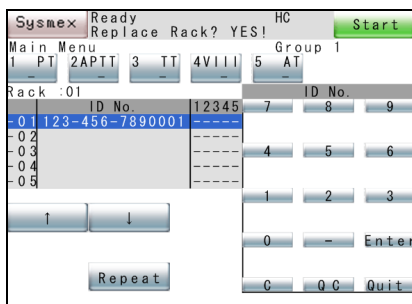 Sysmex Ready HC Start
Replace Rack? YES!
Main Menu Group 1
1 PT 2APTT 3 TT 4VIII 5 AT
_ _ _ _ _
Rack :01 ID No.
ID No. 12345 7 8 9
-01 123-456-7890001 -----
-02 -----
-03 ----- 4 5 6
-04 -----
-05 -----
1 2 3
↑ ↓
0 - Enter
Repeat
C QC Quit